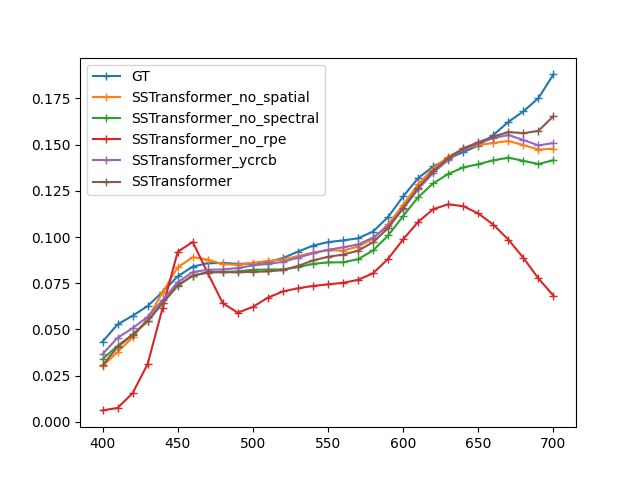 GT
SSTransformer_no_spatial
SSTransformer_no_spectral
SSTransformer_no_rpe
SSTransformer_ycrcb
SSTransformer
0.175
0.150
0.125
0.100
0.075
0.050
0.025
0.000
400 450 500 550 600 650 700